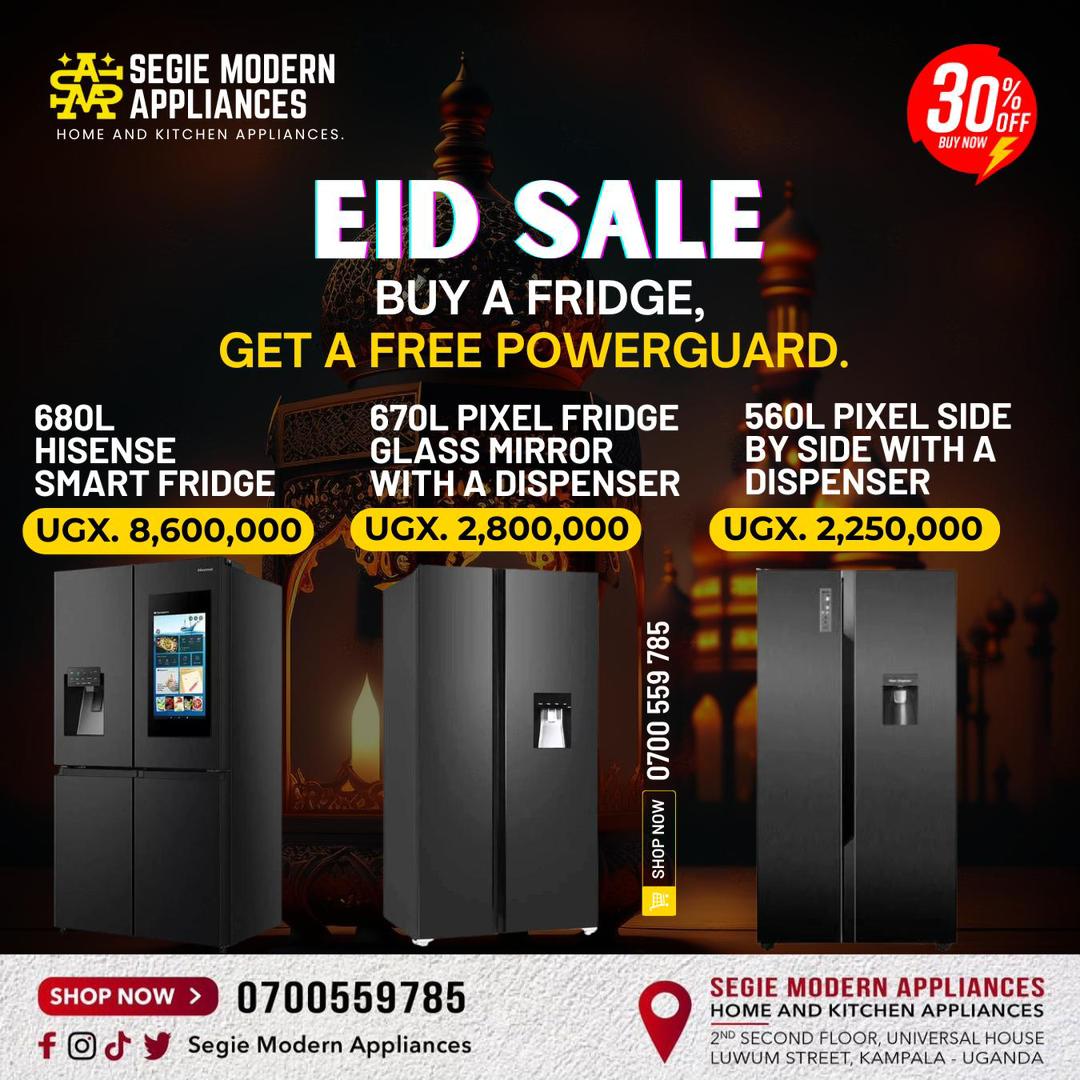 SEGIE MODERN
APPLIANCES
HOME AND KITCHEN APPLIANCES.
30%
OFF
BUY NOW
EID SALE
BUY A FRIDGE,
GET A FREE POWERGUARD.
680L
HISENSE
SMART FRIDGE
UGX. 8,600,000
670L PIXEL FRIDGE
GLASS MIRROR
WITH A DISPENSER
UGX. 2,800,000
560L PIXEL SIDE
BY SIDE WITH A
DISPENSER
UGX. 2,250,000
Hisense
SHOP NOW 0700 559 785
SHOP NOW > 0700559785
Segie Modern Appliances
SEGIE MODERN APPLIANCES
HOME AND KITCHEN APPLIANCES
2ND SECOND FLOOR, UNIVERSAL HOUSE
LUWUM STREET, KAMPALA - UGANDA